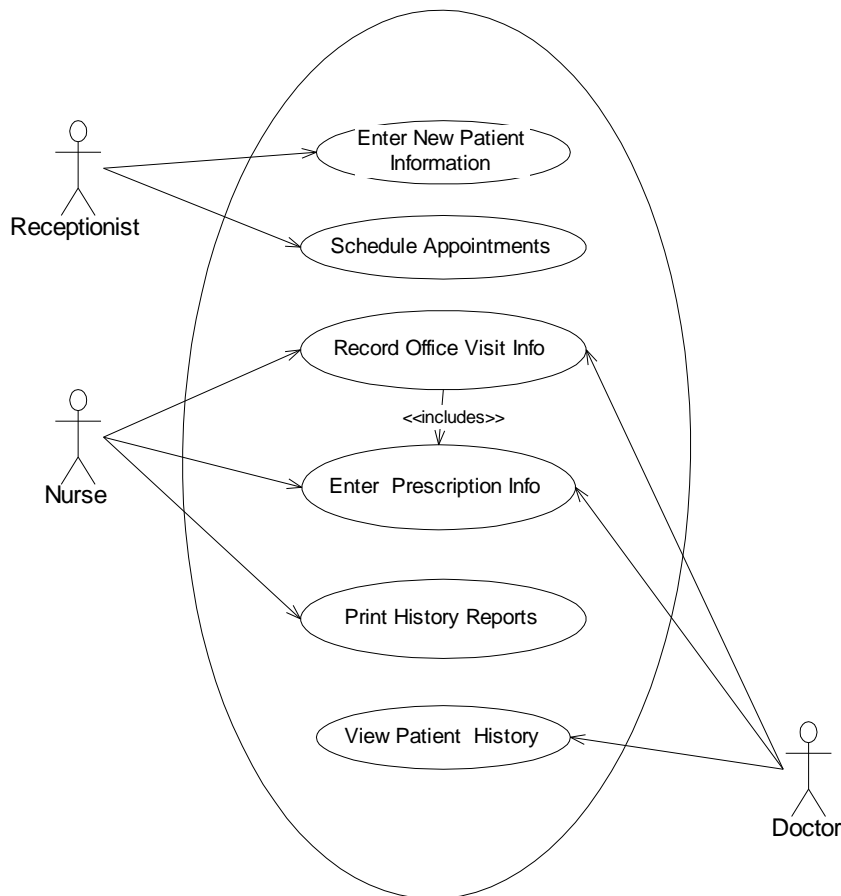 Enter New Patient
Information
Receptionist
Schedule Appointments
Record Office Visit Info
<<includes>>
Nurse
Enter Prescription Info
Print History Reports
View Patient History
Doctor